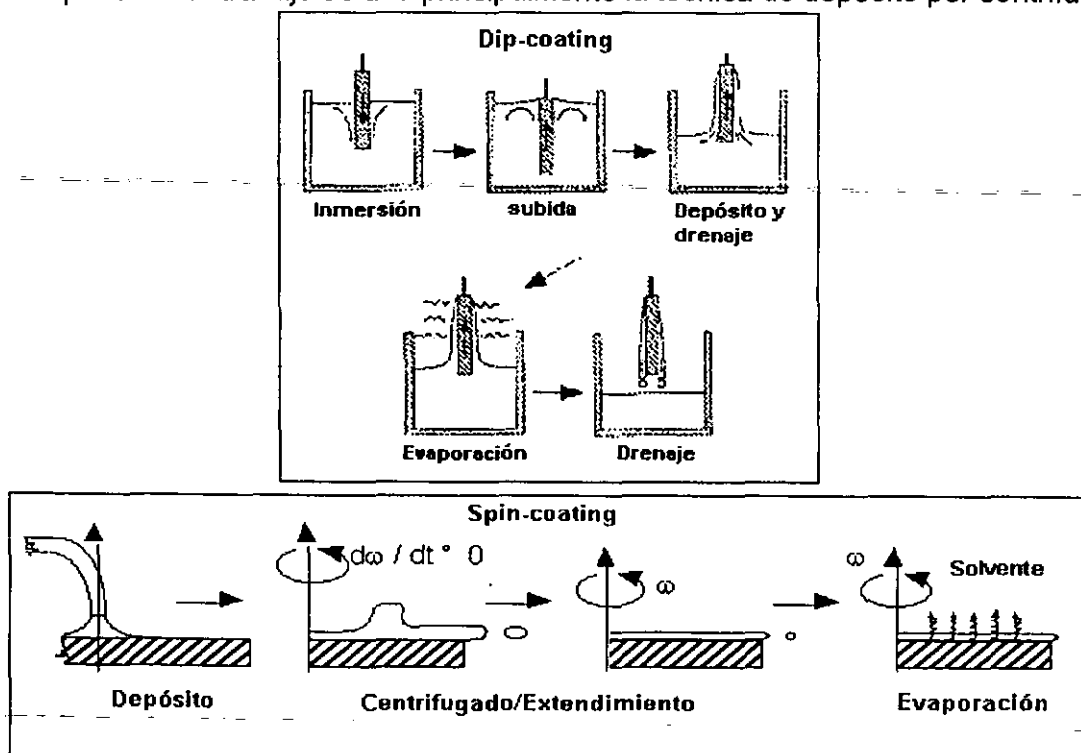 Dip-coating
Inmersión
subida
Depósito y
drenaje
Evaporación
Drenaje
Spin-coating
dω / dt ° 0
ω
ω
Solvente
Depósito
Centrifugado/Extendimiento
Evaporación